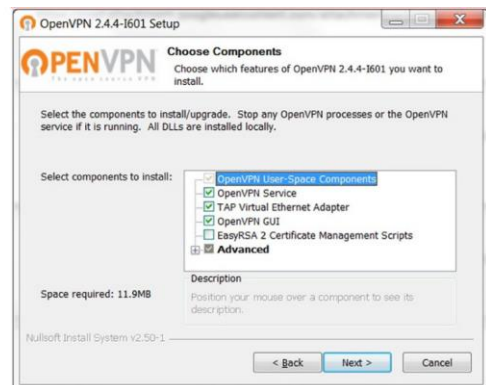 OpenVPN 2.4.4-I601 Setup
OPENVPN
Choose Components
Choose which features of OpenVPN 2.4.4-I601 you want to
install.
Select the components to install/upgrade. Stop any OpenVPN processes or the OpenVPN
service if it is running. All DLLs are installed locally.
Select components to install:
OpenVPN User-Space Components
OpenVPN Service
TAP Virtual Ethernet Adapter
OpenVPN GUI
EasyRSA 2 Certificate Management Scripts
Advanced
Space required: 11.9MB
Description
Position your mouse over a component to see its
description.
Nullsoft Install System v2.50-1
< Back
Next >
Cancel